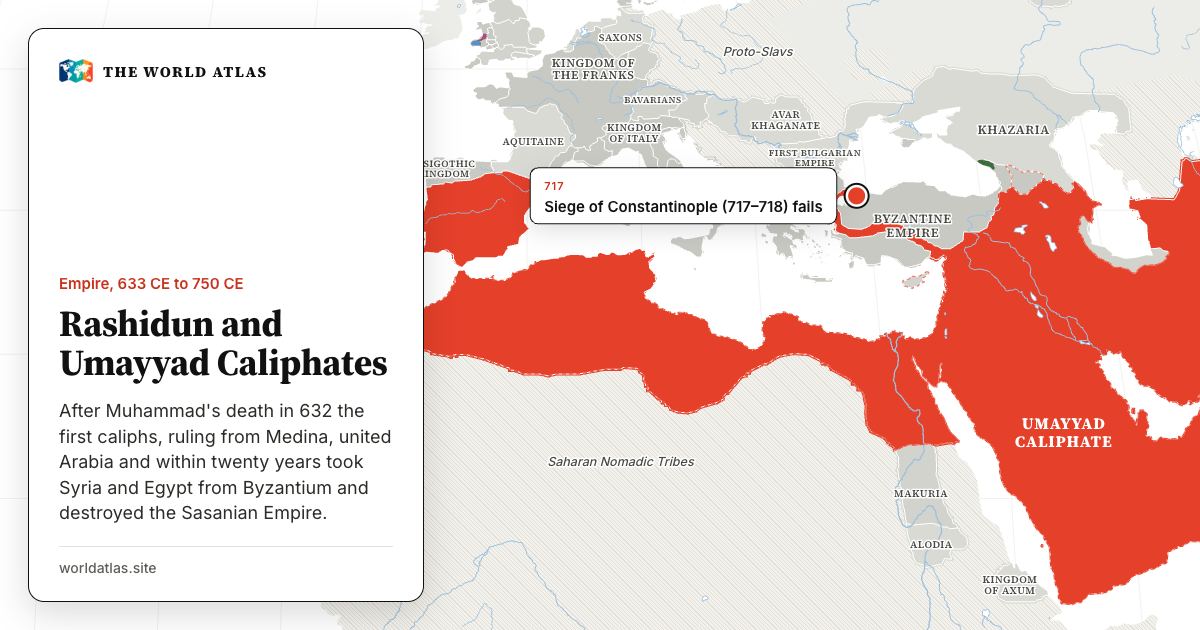 THE WORLD ATLAS
Empire, 633 CE to 750 CE
Rashidun and
Umayyad Caliphates
After Muhammad's death in 632 the
first caliphs, ruling from Medina, united
Arabia and within twenty years took
Syria and Egypt from Byzantium and
destroyed the Sasanian Empire.
worldatlas.site
SAXONS
Proto-Slavs
KINGDOM OF
THE FRANKS
BAVARIANS
AVAR
KHAGANATE
KHAZARIA
AQUITAINE
KINGDOM
OF ITALY
FIRST BULGARIAN
EMPIRE
SIGOTHIC
INGDOM
717
Siege of Constantinople (717–718) fails
BYZANTINE
EMPIRE
UMAYYAD
CALIPHATE
Saharan Nomadic Tribes
MAKURIA
ALODIA
KINGDOM
OF AXUM